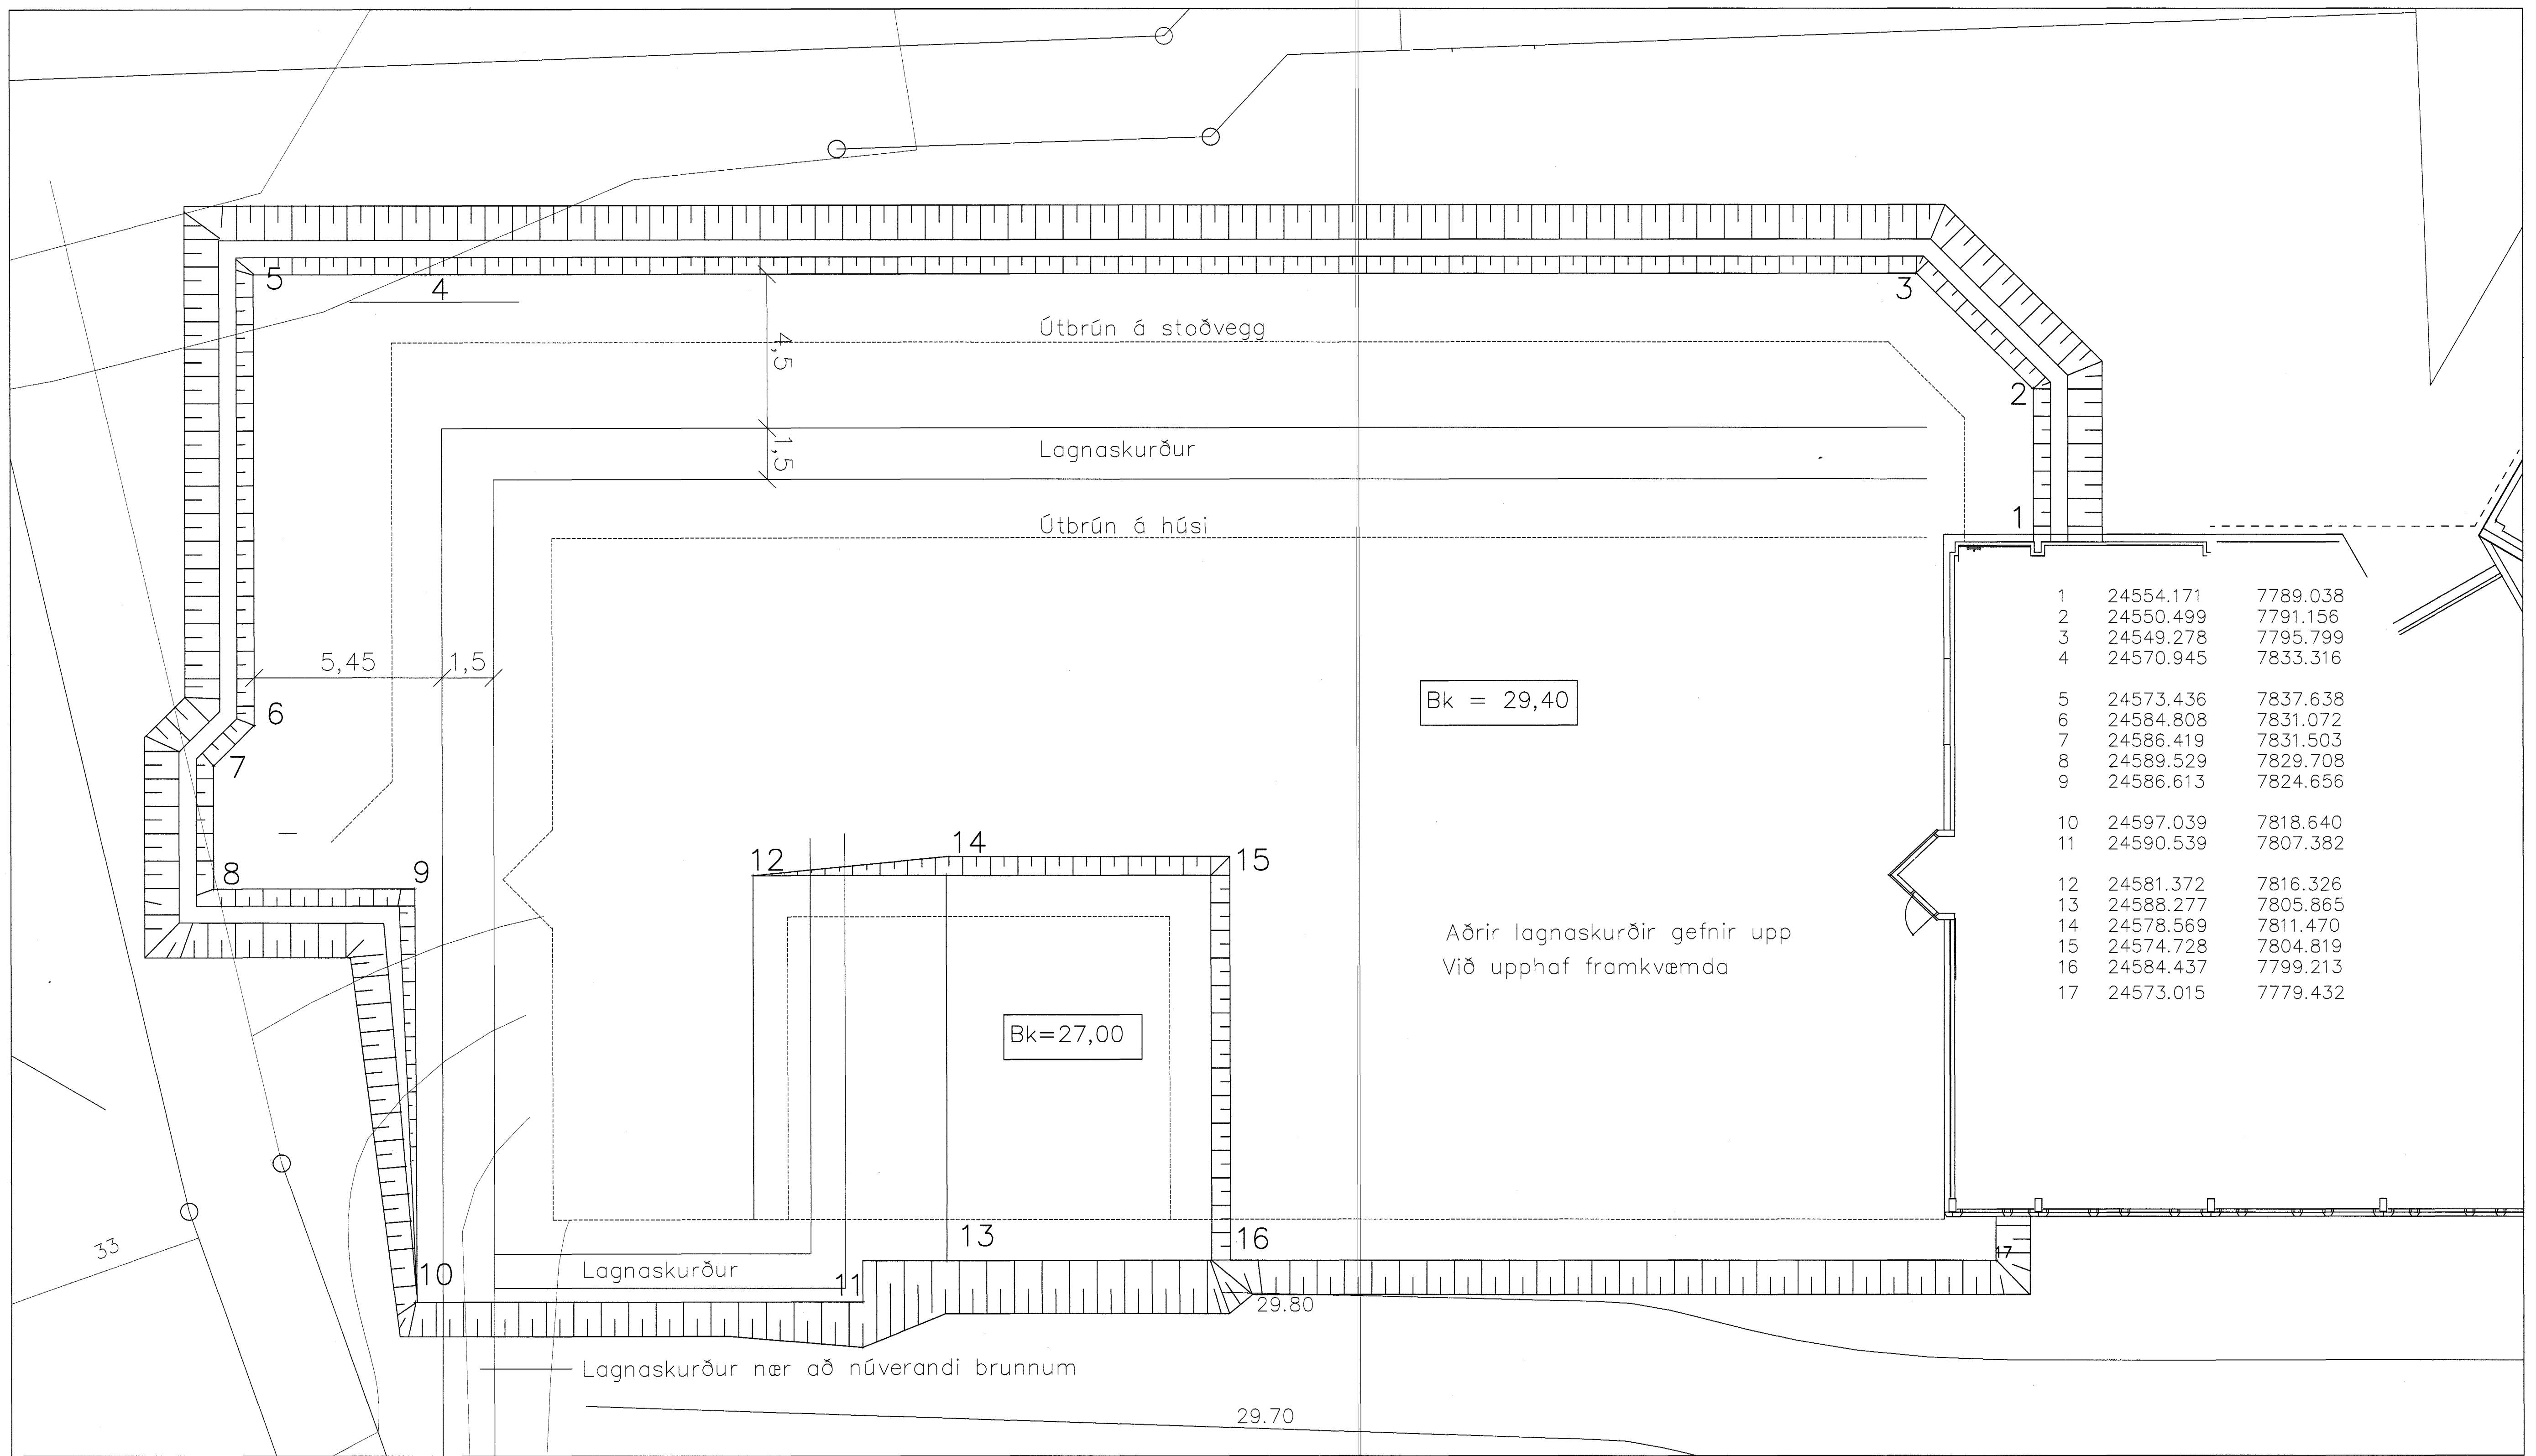 5
4
3
4,5
Útbrún á stoðvegg
2
1,5
Lagnaskurður
1
Útbrún á húsi
1 24554.171 7789.038
2 24550.499 7791.156
3 24549.278 7795.799
4 24570.945 7833.316
5 24573.436 7837.638
6 24584.808 7831.072
7 24586.419 7831.503
8 24589.529 7829.708
9 24586.613 7824.656
10 24597.039 7818.640
11 24590.539 7807.382
12 24581.372 7816.326
13 24588.277 7805.865
14 24578.569 7811.470
15 24574.728 7804.819
16 24584.437 7799.213
17 24573.015 7779.432
5,45 1,5
Bk = 29,40
6
7
8
9
12
14
15
Aðrir lagnaskurðir gefnir upp
Við upphaf framkvæmda
Bk=27,00
33
13
16
17
10
Lagnaskurður
11
29.80
Lagnaskurður nær að núverandi brunnum
29.70